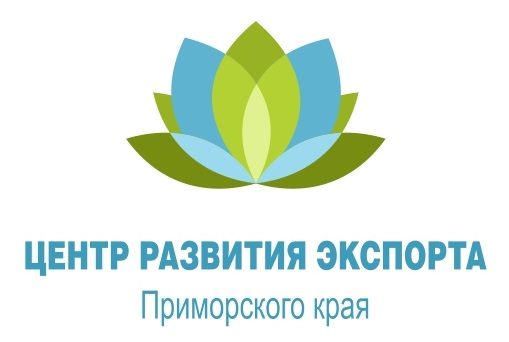 ЦЕНТР РАЗВИТИЯ ЭКСПОРТА
Приморского края